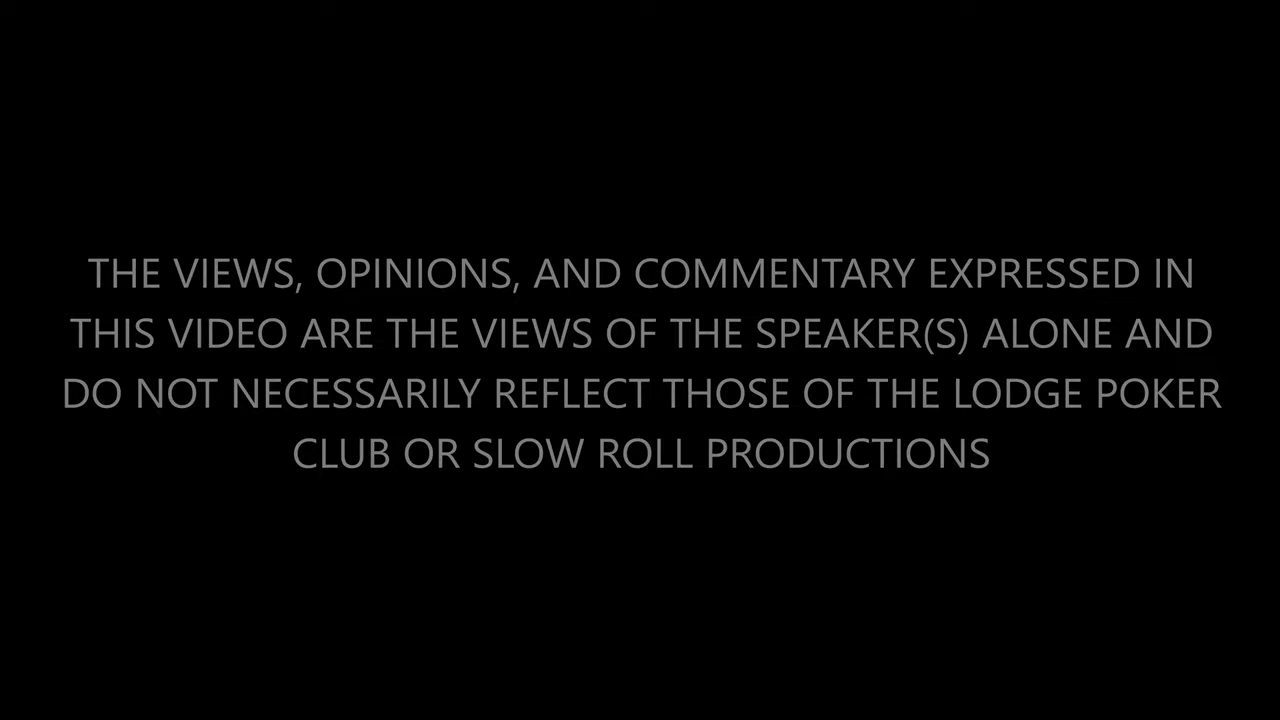 THE VIEWS, OPINIONS, AND COMMENTARY EXPRESSED IN
THIS VIDEO ARE THE VIEWS OF THE SPEAKER(S) ALONE AND
DO NOT NECESSARILY REFLECT THOSE OF THE LODGE POKER
CLUB OR SLOW ROLL PRODUCTIONS